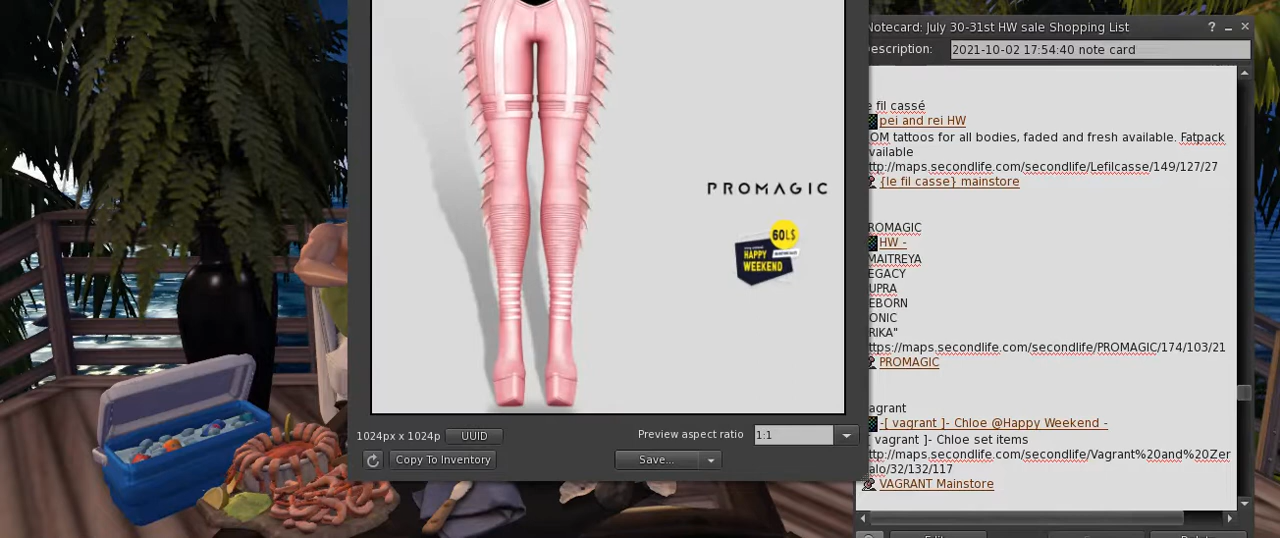 Notecard: July 30-31st HW sale Shopping List
?
escription: 2021-10-02 17:54:40 note card
e fil cassé
pei and rei HW
OM tattoos for all bodies, faded and fresh available. Fatpack
vailable
ttp://maps.secondlife.com/secondlife/Lefilcasse/149/127/27
{le fil casse} mainstore
ROMAGIC
HW -
MAITREYA
EGACY
UPRA
EBORN
ONIC
RIKA"
ttps://maps.secondlife.com/secondlife/PROMAGIC/174/103/21
PROMAGIC
agrant
-[ vagrant ]- Chloe @Happy Weekend -
[ vagrant ]- Chloe set items
ttp://maps.secondlife.com/secondlife/Vagrant%20and%20Zer
alo/32/132/117
VAGRANT Mainstore
PROMAGIC
60L$
HAPPY
WEEKEND
1024px x 1024p
UUID
Preview aspect ratio
1:1
Copy To Inventory
Save...